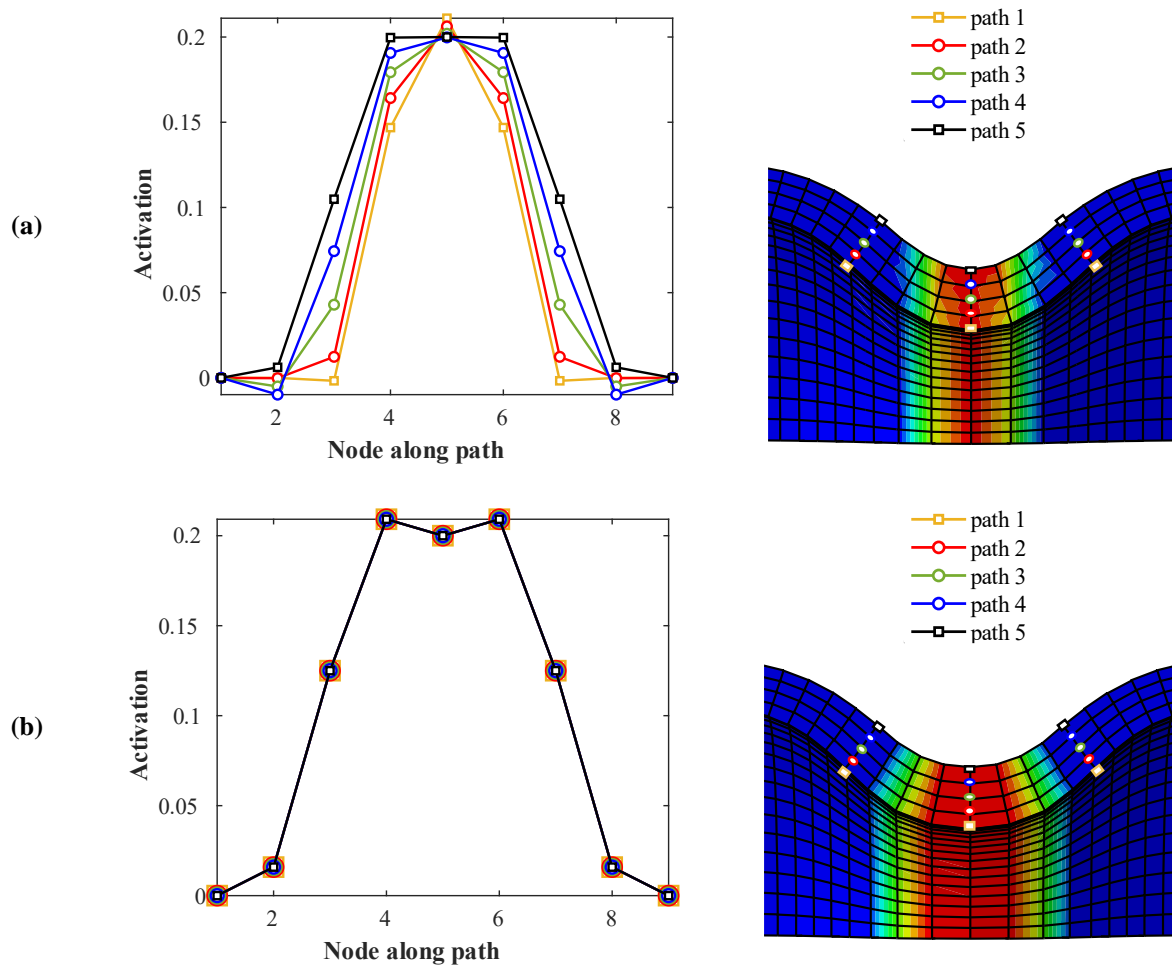 (a)
Activation
0.2
0.15
0.1
0.05
0
2
4
6
8
Node along path
path 1
path 2
path 3
path 4
path 5
(b)
Activation
0.2
0.15
0.1
0.05
0
2
4
6
8
Node along path
path 1
path 2
path 3
path 4
path 5